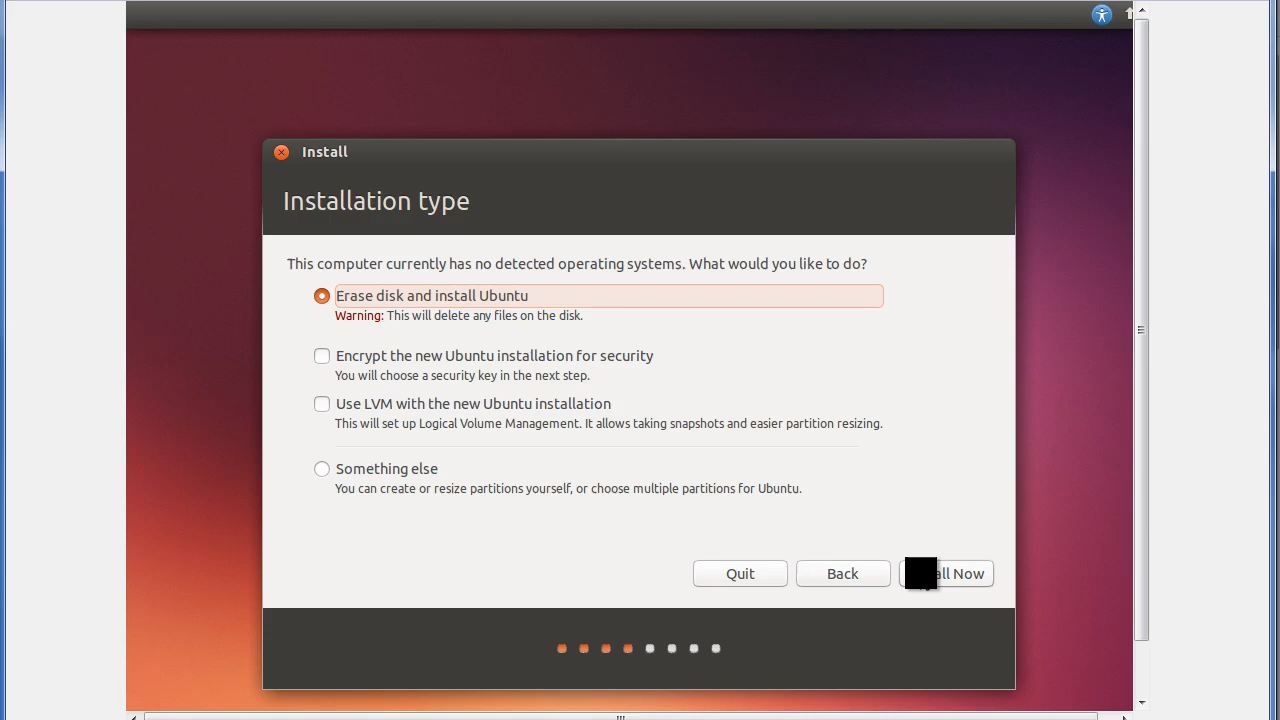 Install
Installation type
This computer currently has no detected operating systems. What would you like to do?
Erase disk and install Ubuntu
Warning: This will delete any files on the disk.
Encrypt the new Ubuntu installation for security
You will choose a security key in the next step.
Use LVM with the new Ubuntu installation
This will set up Logical Volume Management. It allows taking snapshots and easier partition resizing.
Something else
You can create or resize partitions yourself, or choose multiple partitions for Ubuntu.
Quit
Back
Now